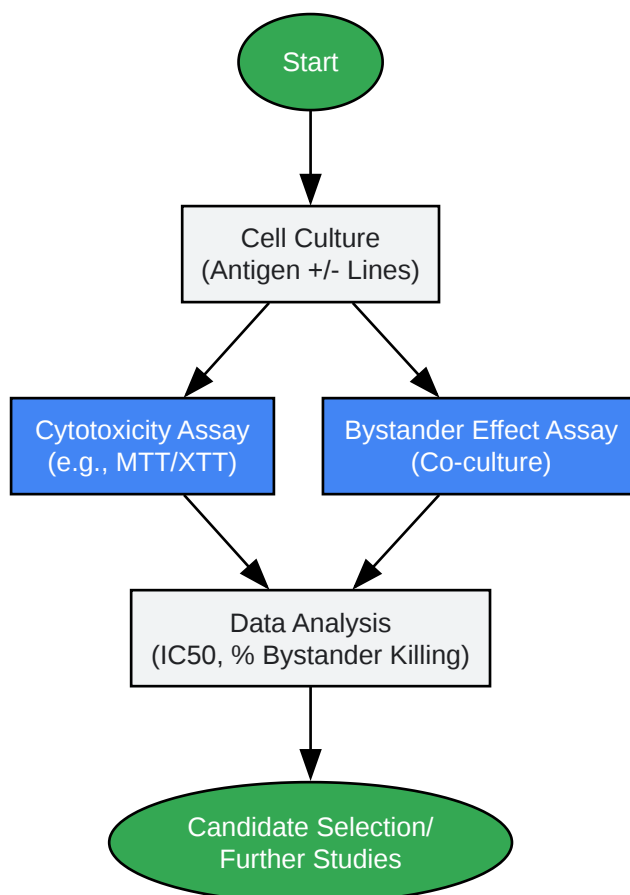 Start
Cell Culture
(Antigen +/- Lines)
Cytotoxicity Assay
(e.g., MTT/XTT)
Bystander Effect Assay
(Co-culture)
Data Analysis
(IC50, % Bystander Killing)
Candidate Selection/
Further Studies